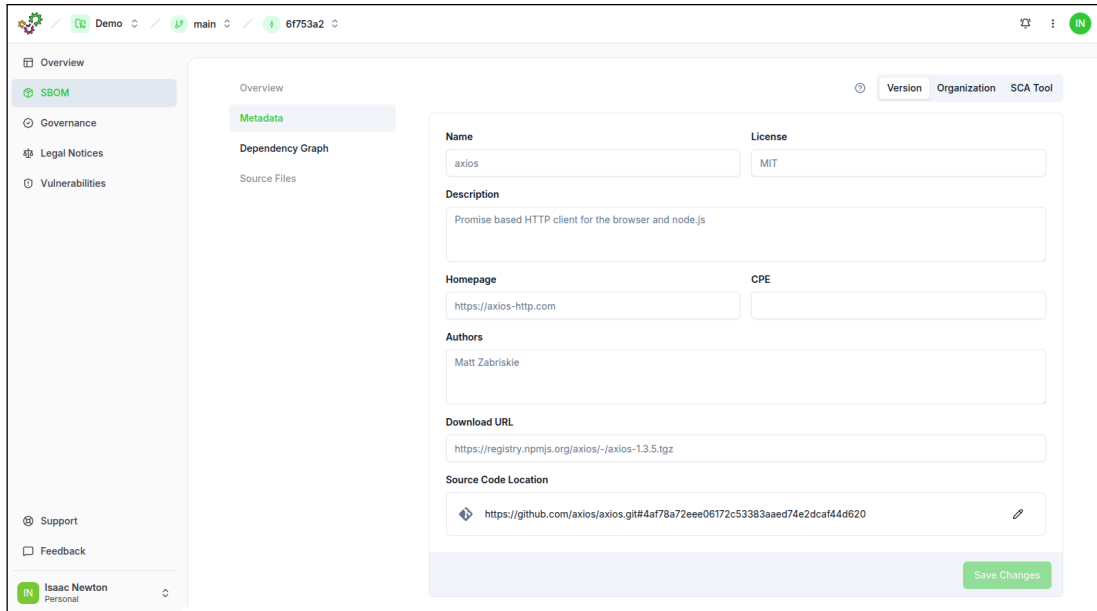 Demo
main
6f753a2
IN
Overview
SBOM
Governance
Legal Notices
Vulnerabilities
Support
Feedback
IN
Isaac Newton
Personal
Overview
Metadata
Dependency Graph
Source Files
Version Organization SCA Tool
Name License
axios MIT
Description
Promise based HTTP client for the browser and node.js
Homepage CPE
https://axios-http.com
Authors
Matt Zabriskie
Download URL
https://registry.npmjs.org/axios/-/axios-1.3.5.tgz
Source Code Location
https://github.com/axios/axios.git#4af78a72eee06172c53383aaed74e2dcaf44d620
Save Changes